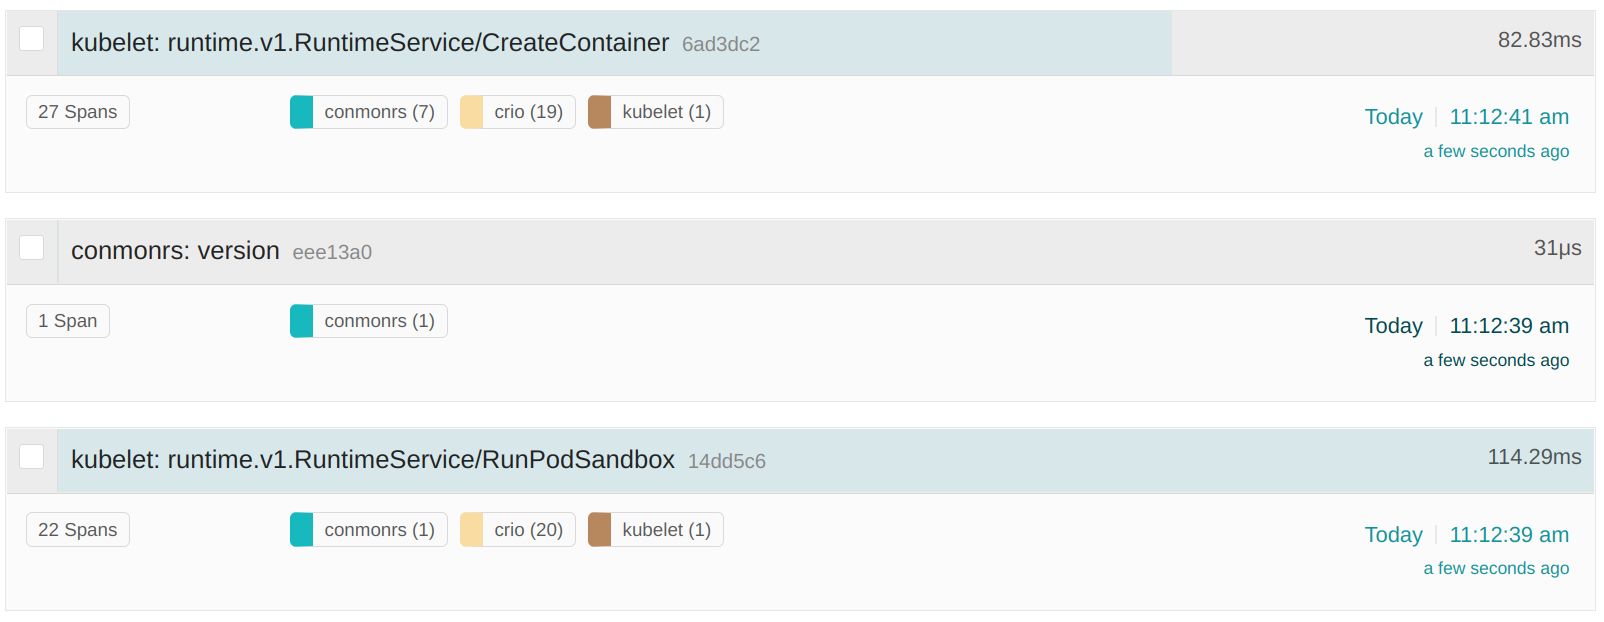 kubelet: runtime.v1.RuntimeService/CreateContainer 6ad3dc2 82.83ms
27 Spans conmonrs (7) crio (19) kubelet (1) Today 11:12:41 am
a few seconds ago
conmonrs: version eee13a0 31μs
1 Span conmonrs (1) Today 11:12:39 am
a few seconds ago
kubelet: runtime.v1.RuntimeService/RunPodSandbox 14dd5c6 114.29ms
22 Spans conmonrs (1) crio (20) kubelet (1) Today 11:12:39 am
a few seconds ago